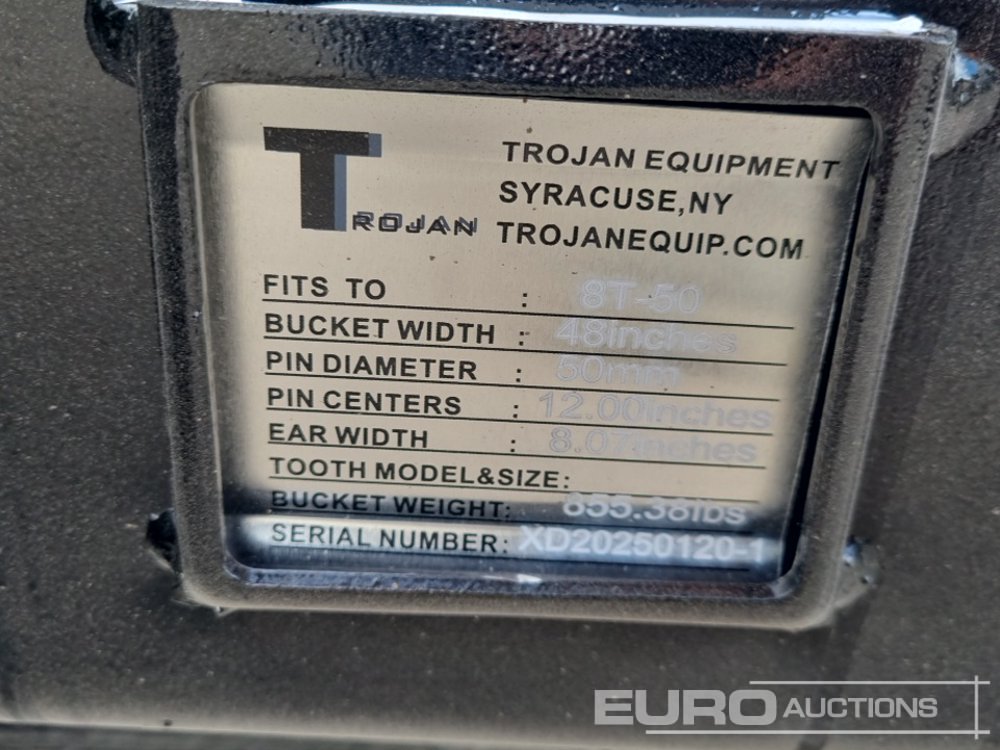 TROJAN
TROJAN EQUIPMENT
SYRACUSE,NY
TROJANEQUIP.COM
FITS TO : 8T-50
BUCKET WIDTH : 48inches
PIN DIAMETER : 50mm
PIN CENTERS : 12.00inches
EAR WIDTH : 8.07inches
TOOTH MODEL&SIZE:
BUCKET WEIGHT: 855.38lbs
SERIAL NUMBER: XD20250120-1
EURO AUCTIONS